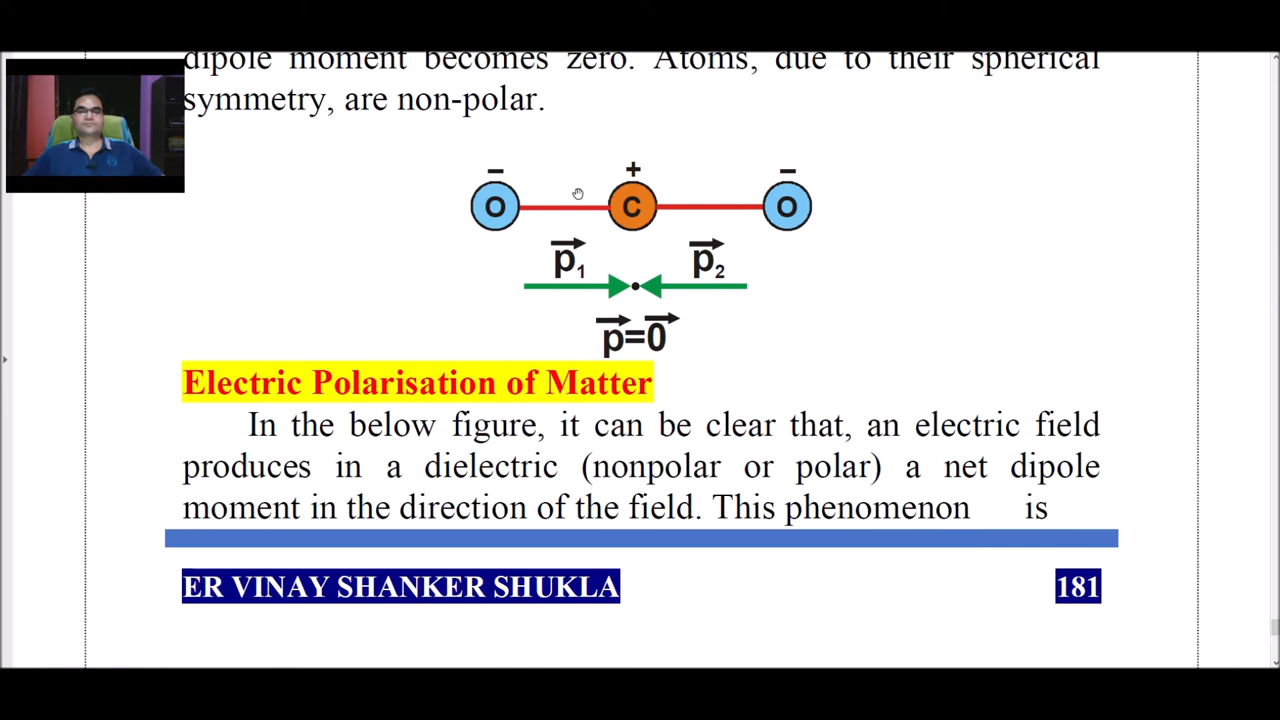 dipole moment becomes zero. Atoms, due to their spherical
symmetry, are non-polar.
− + −
O C O
p₁ p₂
p=0
Electric Polarisation of Matter
In the below figure, it can be clear that, an electric field
produces in a dielectric (nonpolar or polar) a net dipole
moment in the direction of the field. This phenomenon is
ER VINAY SHANKER SHUKLA 181